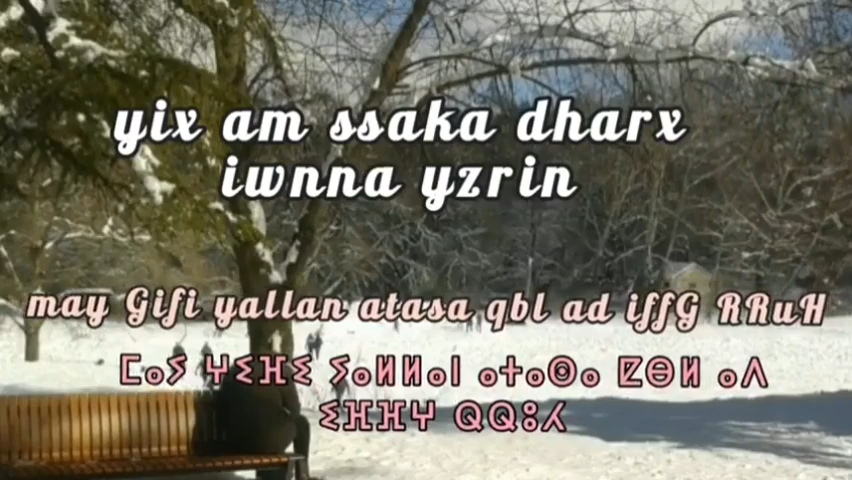 yix am ssaka dharx
iwnna yzrin
may Gifi yallan atasa qbl ad iffG RRuH
ⵎⴰⵢ ⵖⵉⴼⵉ ⵢⴰⵍⵍⴰⵏ ⴰⵜⴰⵙⴰ ⵇⴱⵍ ⴰⴷ
ⵉⴼⴼⵖ ⵕⵕⵓⵃ